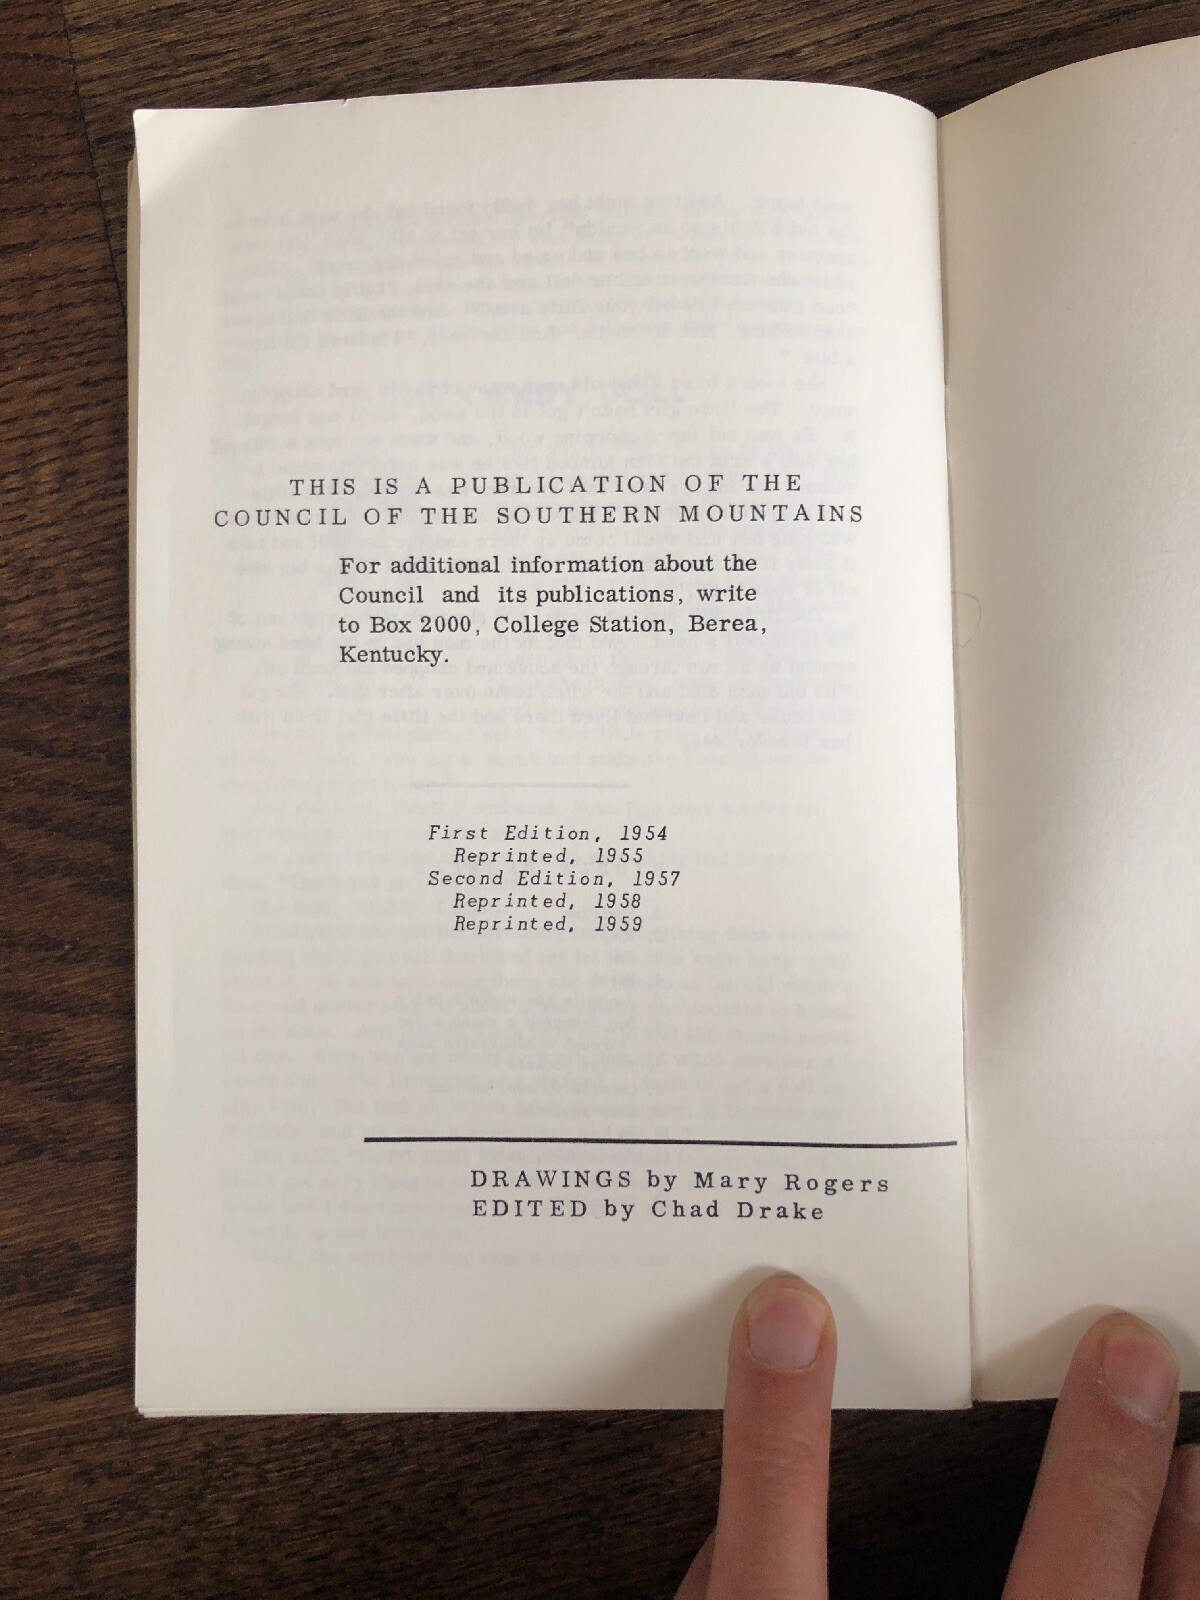 THIS IS A PUBLICATION OF THE
COUNCIL OF THE SOUTHERN MOUNTAINS
For additional information about the
Council and its publications, write
to Box 2000, College Station, Berea,
Kentucky.
First Edition, 1954
Reprinted, 1955
Second Edition, 1957
Reprinted, 1958
Reprinted, 1959
DRAWINGS by Mary Rogers
EDITED by Chad Drake